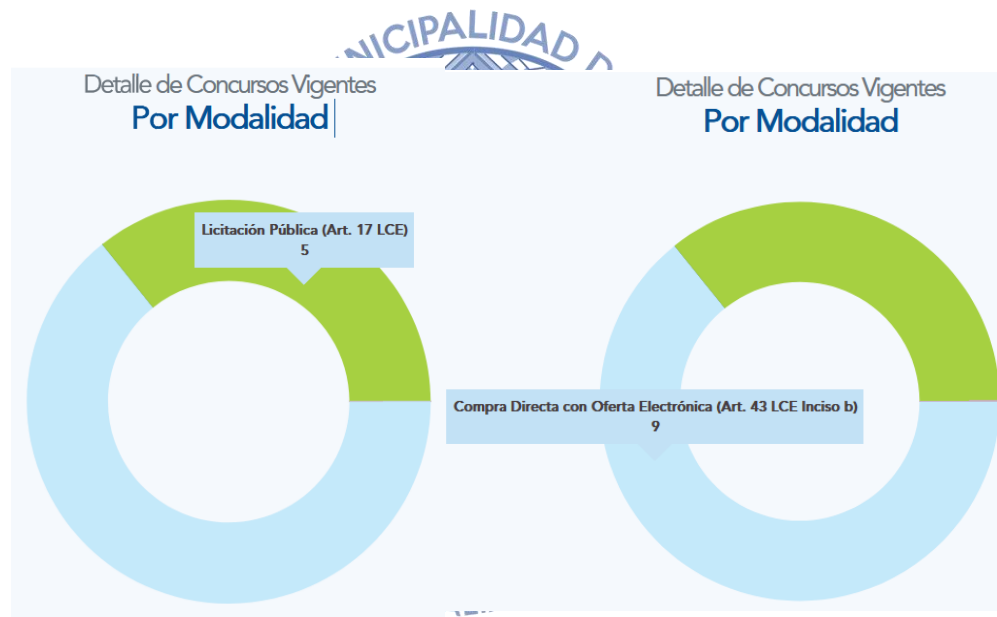 NICIPALIDAD D
Detalle de Concursos Vigentes
Por Modalidad
Licitación Pública (Art. 17 LCE)
5
Detalle de Concursos Vigentes
Por Modalidad
Compra Directa con Oferta Electrónica (Art. 43 LCE Inciso b)
9